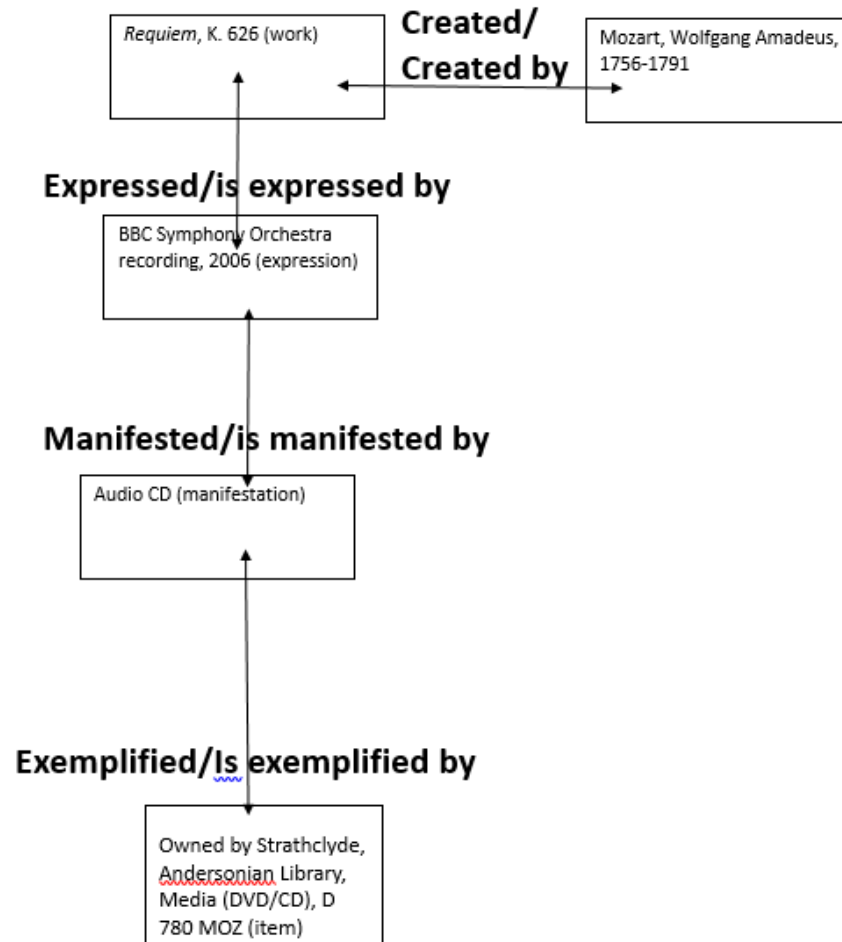 Requiem, K. 626 (work)
Created/
Created by
Mozart, Wolfgang Amadeus,
1756-1791
Expressed/is expressed by
BBC Symphony Orchestra
recording, 2006 (expression)
Manifested/is manifested by
Audio CD (manifestation)
Exemplified/Is exemplified by
Owned by Strathclyde,
Andersonian Library,
Media (DVD/CD), D
780 MOZ (item)